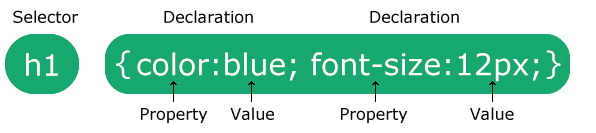 Selector Declaration Declaration
h1 {color:blue; font-size:12px;}
Property Value Property Value